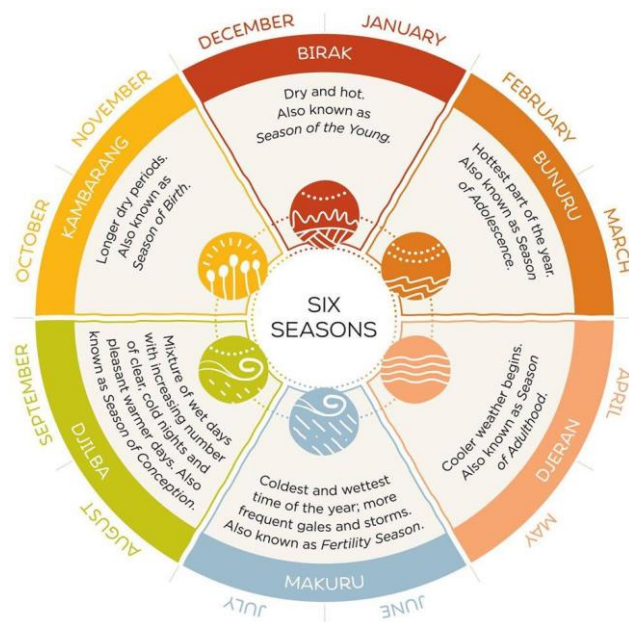 SIX
SEASONS
DECEMBER
JANUARY
BIRAK
Dry and hot.
Also known as
Season of the Young.
FEBRUARY
MARCH
BUNURU
Hottest part of the year.
Also known as Season
of Adolescence.
APRIL
MAY
DJERAN
Cooler weather begins.
Also known as Season
of Adulthood.
JUNE
JULY
MAKURU
Coldest and wettest
time of the year; more
frequent gales and storms.
Also known as Fertility Season.
AUGUST
SEPTEMBER
DJILBA
Mixture of wet days
with increasing number
of clear, cold nights and
pleasant warmer days. Also
known as Season of Conception.
OCTOBER
NOVEMBER
KAMBARANG
Longer dry periods.
Also known as
Season of Birth.